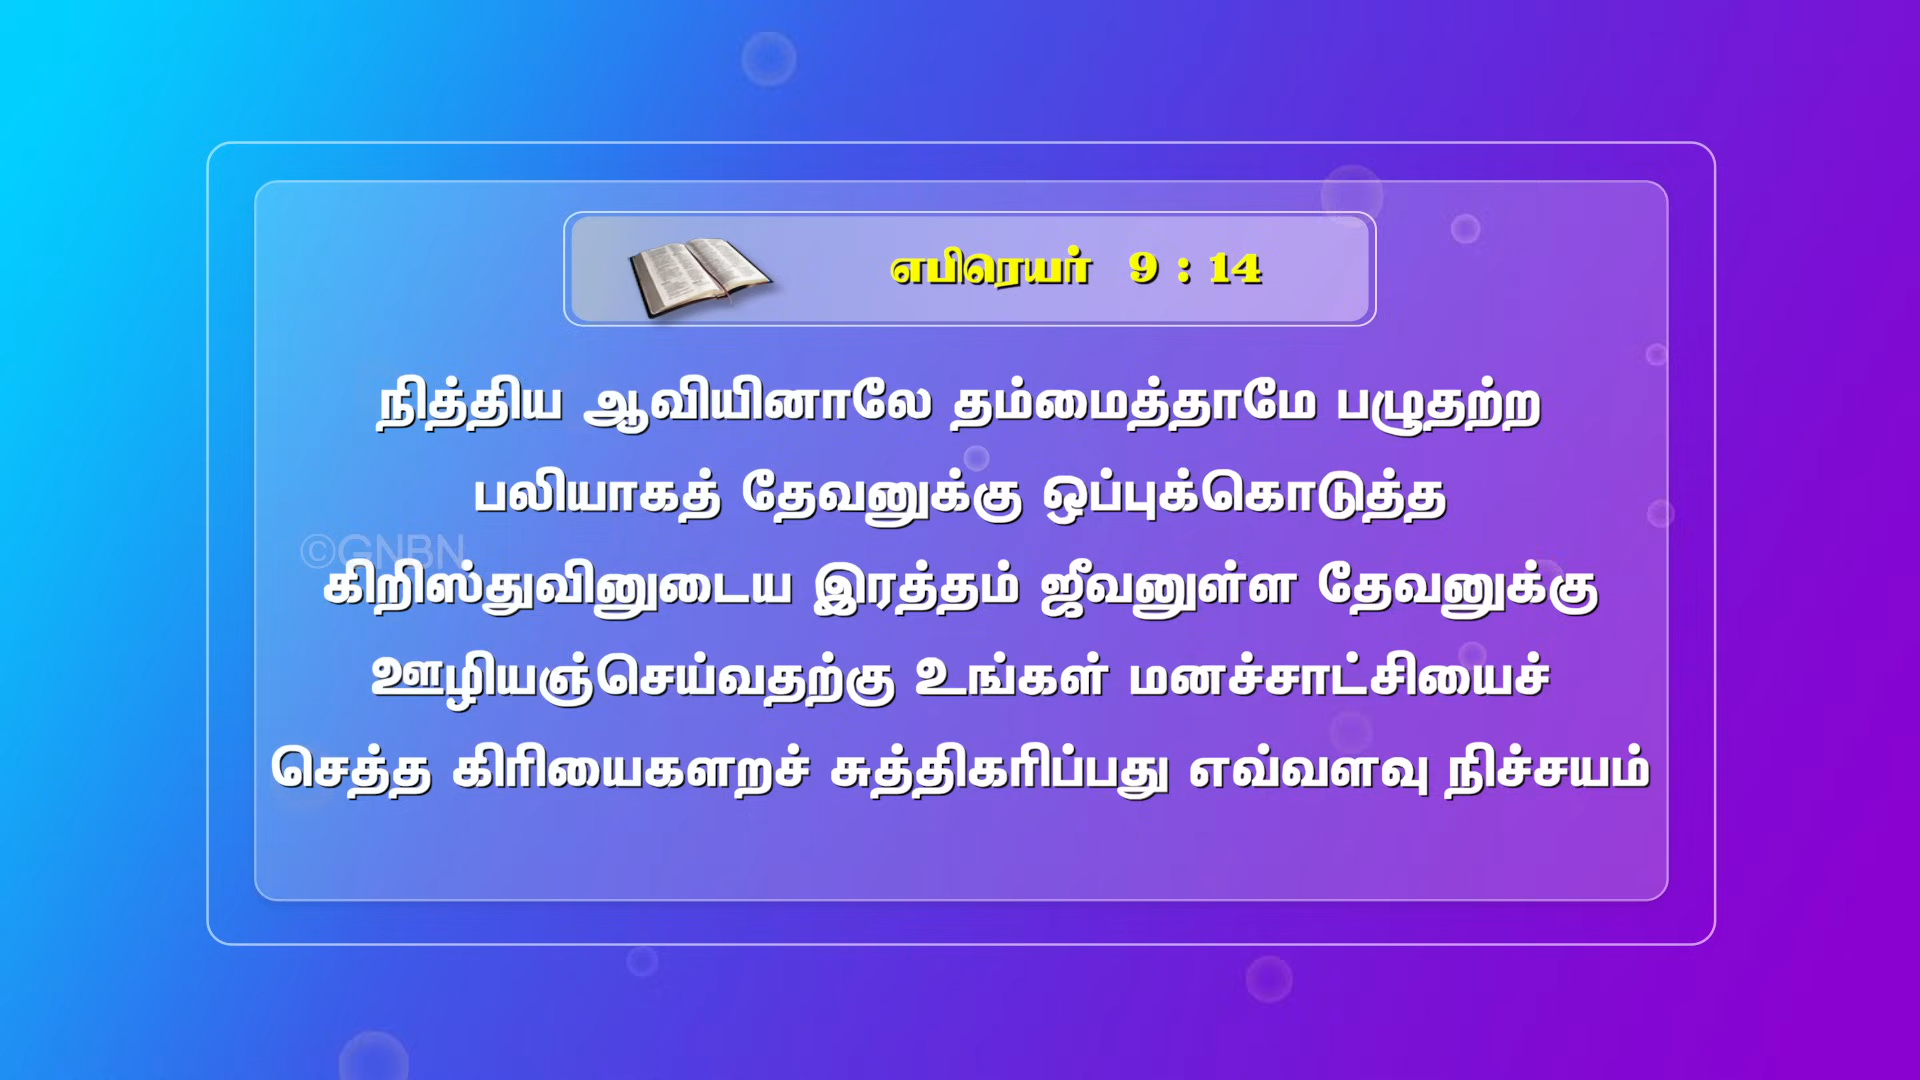 எபிரெயர் 9 : 14
நித்திய ஆவியினாலே தம்மைத்தாமே பழுதற்ற
பலியாகத் தேவனுக்கு ஒப்புக்கொடுத்த
©GNBN
கிறிஸ்துவினுடைய இரத்தம் ஜீவனுள்ள தேவனுக்கு
ஊழியஞ்செய்வதற்கு உங்கள் மனச்சாட்சியைச்
செத்த கிரியைகளறச் சுத்திகரிப்பது எவ்வளவு நிச்சயம்